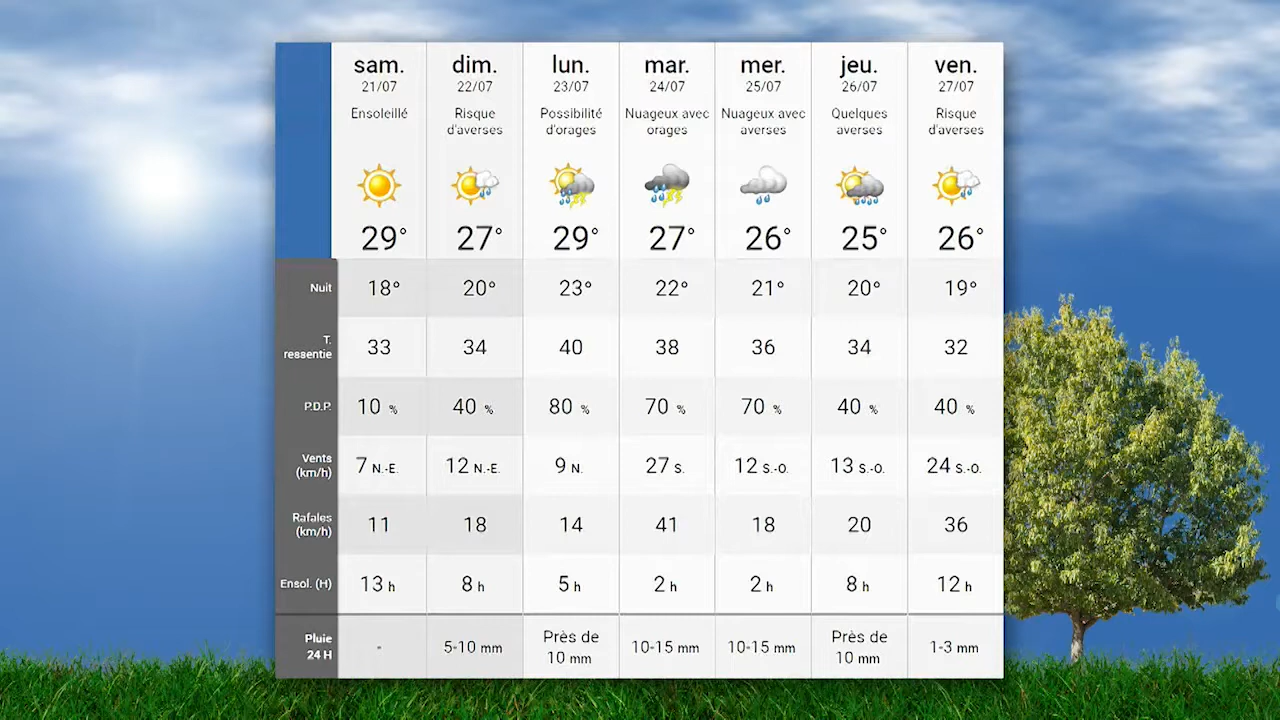 sam. dim. lun. mar. mer. jeu. ven.
21/07 22/07 23/07 24/07 25/07 26/07 27/07
Ensoleillé Risque Possibilité Nuageux avec Nuageux avec Quelques Risque
d'averses d'orages orages averses averses d'averses
29° 27° 29° 27° 26° 25° 26°
Nuit 18° 20° 23° 22° 21° 20° 19°
T.
ressentie 33 34 40 38 36 34 32
P.D.P. 10 % 40 % 80 % 70 % 70 % 40 % 40 %
Vents
(km/h) 7 N.-E. 12 N.-E. 9 N. 27 S. 12 S.-O. 13 S.-O. 24 S.-O.
Rafales
(km/h) 11 18 14 41 18 20 36
Ensol. (H) 13 h 8 h 5 h 2 h 2 h 8 h 12 h
Pluie Près de Près de
24 H - 5-10 mm 10 mm 10-15 mm 10-15 mm 10 mm 1-3 mm